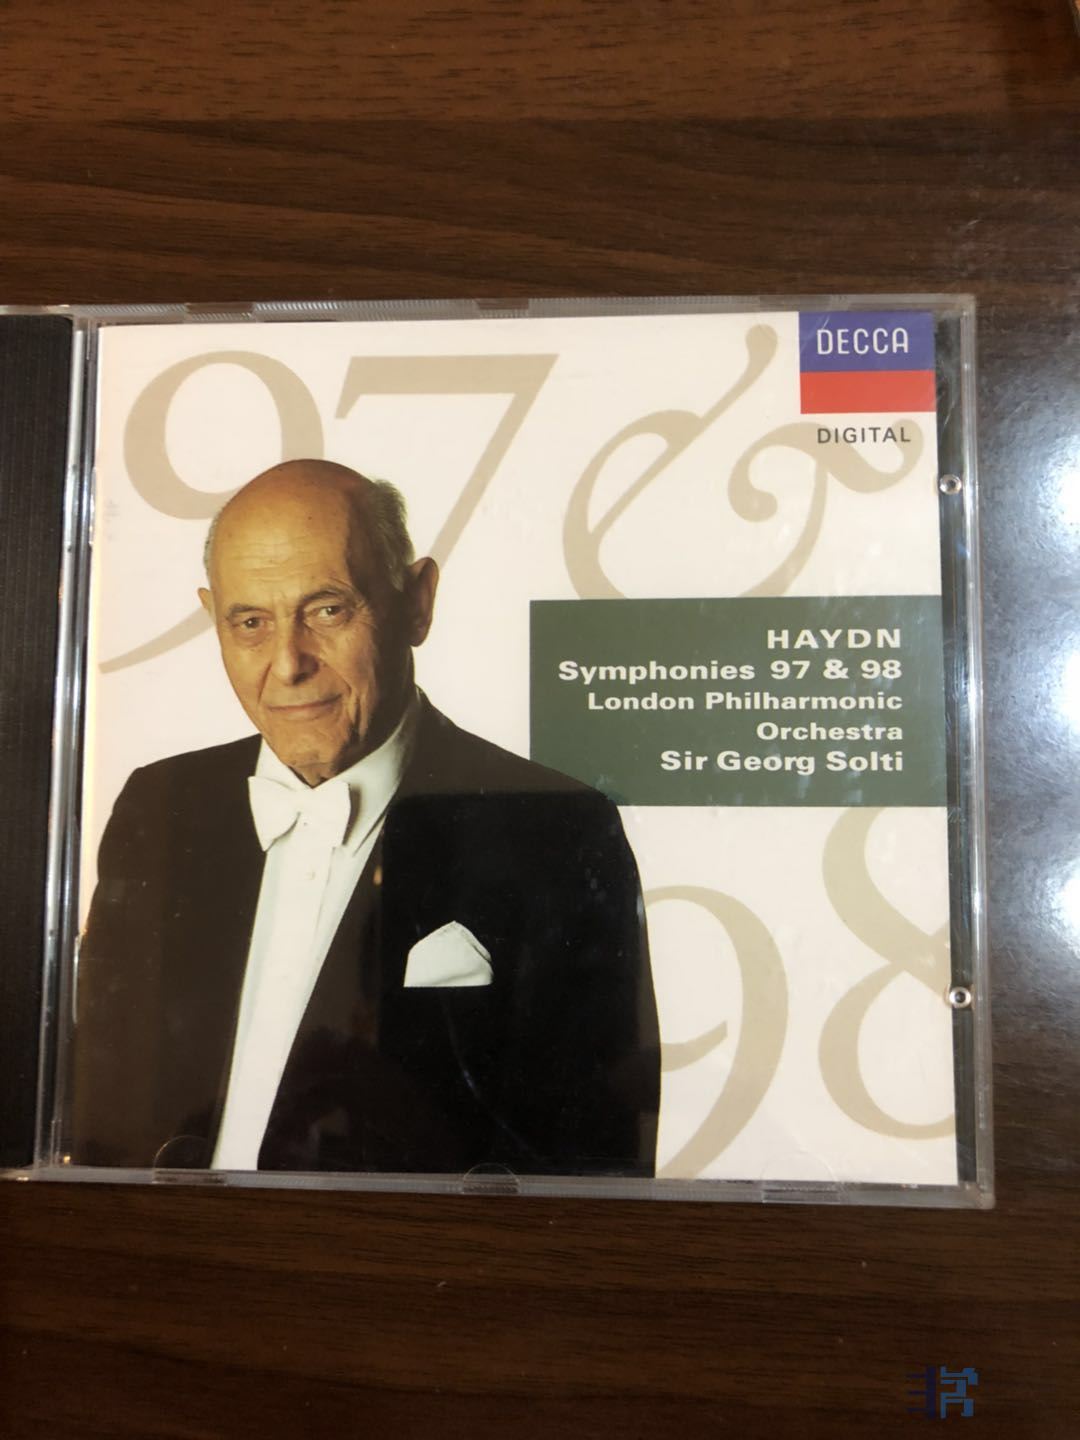 97 &
DECCA
DIGITAL
HAYDN
Symphonies 97 & 98
London Philharmonic
Orchestra
Sir Georg Solti
98